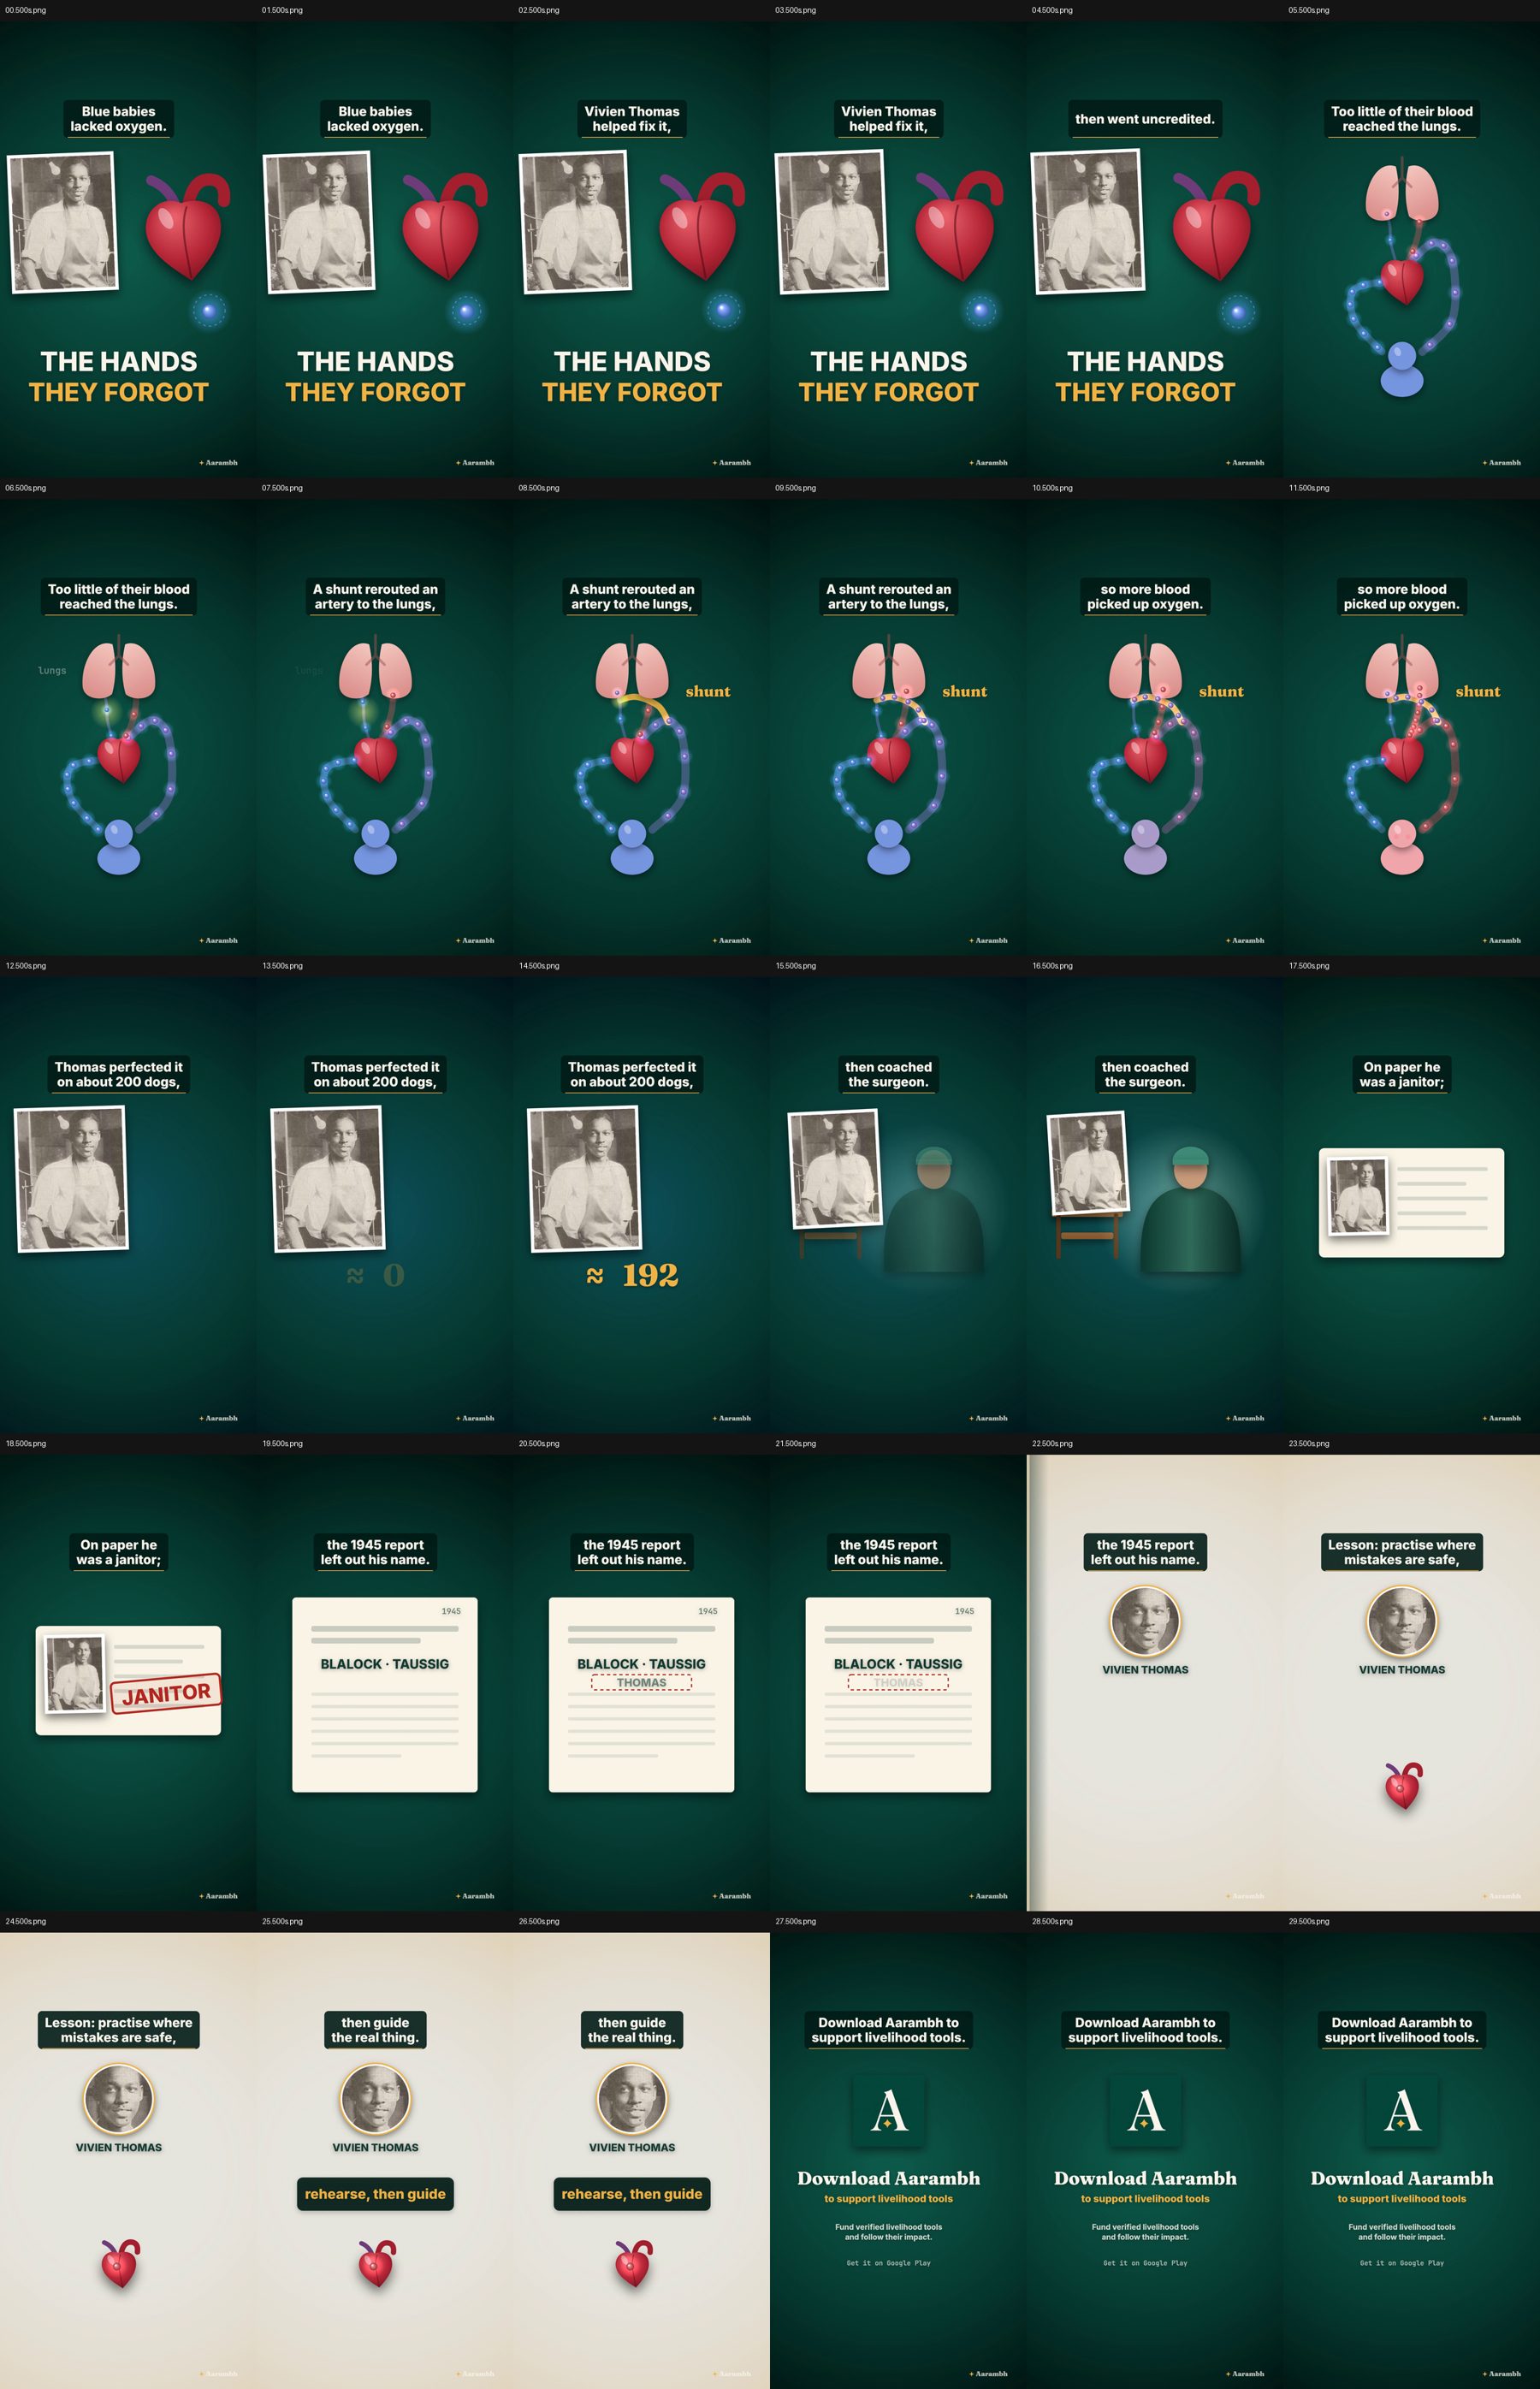 00.500s.png
01.500s.png
02.500s.png
03.500s.png
04.500s.png
05.500s.png
Blue babies
lacked oxygen.
THE HANDS
THEY FORGOT
✦ Aarambh
Blue babies
lacked oxygen.
THE HANDS
THEY FORGOT
✦ Aarambh
Vivien Thomas
helped fix it,
THE HANDS
THEY FORGOT
✦ Aarambh
Vivien Thomas
helped fix it,
THE HANDS
THEY FORGOT
✦ Aarambh
then went uncredited.
THE HANDS
THEY FORGOT
✦ Aarambh
Too little of their blood
reached the lungs.
✦ Aarambh
06.500s.png
07.500s.png
08.500s.png
09.500s.png
10.500s.png
11.500s.png
Too little of their blood
reached the lungs.
lungs
✦ Aarambh
A shunt rerouted an
artery to the lungs,
lungs
✦ Aarambh
A shunt rerouted an
artery to the lungs,
shunt
✦ Aarambh
A shunt rerouted an
artery to the lungs,
shunt
✦ Aarambh
so more blood
picked up oxygen.
shunt
✦ Aarambh
so more blood
picked up oxygen.
shunt
✦ Aarambh
12.500s.png
13.500s.png
14.500s.png
15.500s.png
16.500s.png
17.500s.png
Thomas perfected it
on about 200 dogs,
✦ Aarambh
Thomas perfected it
on about 200 dogs,
≈ 0
✦ Aarambh
Thomas perfected it
on about 200 dogs,
≈ 192
✦ Aarambh
then coached
the surgeon.
✦ Aarambh
then coached
the surgeon.
✦ Aarambh
On paper he
was a janitor;
✦ Aarambh
18.500s.png
19.500s.png
20.500s.png
21.500s.png
22.500s.png
23.500s.png
On paper he
was a janitor;
JANITOR
✦ Aarambh
the 1945 report
left out his name.
1945
BLALOCK · TAUSSIG
✦ Aarambh
the 1945 report
left out his name.
1945
BLALOCK · TAUSSIG
THOMAS
✦ Aarambh
the 1945 report
left out his name.
1945
BLALOCK · TAUSSIG
THOMAS
✦ Aarambh
the 1945 report
left out his name.
VIVIEN THOMAS
✦ Aarambh
Lesson: practise where
mistakes are safe,
VIVIEN THOMAS
✦ Aarambh
24.500s.png
25.500s.png
26.500s.png
27.500s.png
28.500s.png
29.500s.png
Lesson: practise where
mistakes are safe,
VIVIEN THOMAS
✦ Aarambh
then guide
the real thing.
VIVIEN THOMAS
rehearse, then guide
✦ Aarambh
then guide
the real thing.
VIVIEN THOMAS
rehearse, then guide
✦ Aarambh
Download Aarambh to
support livelihood tools.
A
Download Aarambh
to support livelihood tools
Fund verified livelihood tools
and follow their impact.
Get it on Google Play
✦ Aarambh
Download Aarambh to
support livelihood tools.
A
Download Aarambh
to support livelihood tools
Fund verified livelihood tools
and follow their impact.
Get it on Google Play
✦ Aarambh
Download Aarambh to
support livelihood tools.
A
Download Aarambh
to support livelihood tools
Fund verified livelihood tools
and follow their impact.
Get it on Google Play
✦ Aarambh